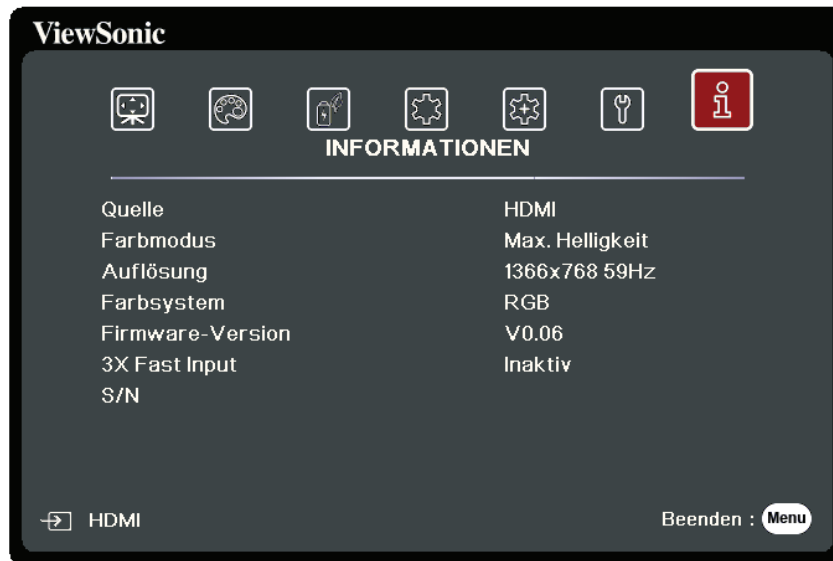 ViewSonic
INFORMATIONEN
Quelle HDMI
Farbmodus Max. Helligkeit
Auflösung 1366x768 59Hz
Farbsystem RGB
Firmware-Version V0.06
3X Fast Input Inaktiv
S/N
HDMI Beenden : Menu